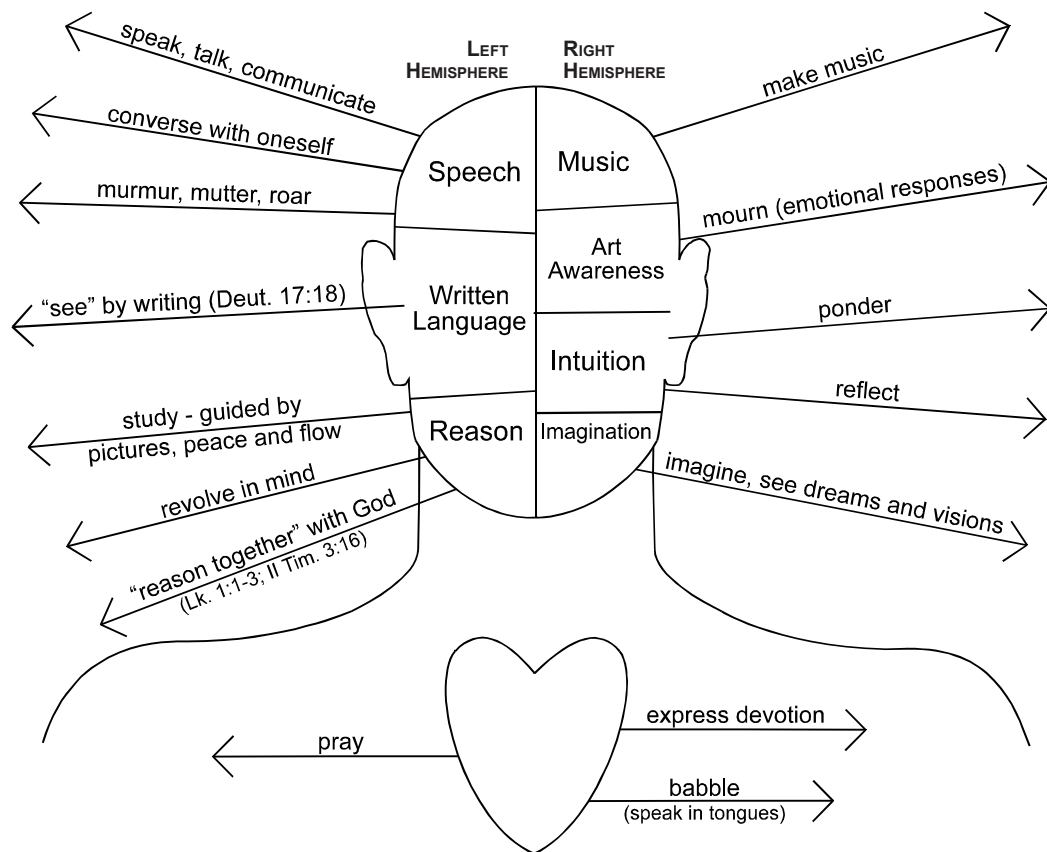 LEFT
HEMISPHERE
RIGHT
HEMISPHERE
speak, talk, communicate
converse with oneself
murmur, mutter, roar
“see” by writing (Deut. 17:18)
study - guided by
pictures, peace and flow
revolve in mind
“reason together” with God
(Lk. 1:1-3; II Tim. 3:16)
Speech
Written
Language
Reason
Music
Art
Awareness
Intuition
Imagination
make music
mourn (emotional responses)
ponder
reflect
imagine, see dreams and visions
pray
express devotion
babble
(speak in tongues)